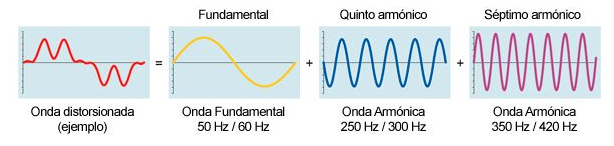 Fundamental
Quinto armónico
Séptimo armónico
=
+
+
Onda distorsionada
(ejemplo)
Onda Fundamental
50 Hz / 60 Hz
Onda Armónica
250 Hz / 300 Hz
Onda Armónica
350 Hz / 420 Hz